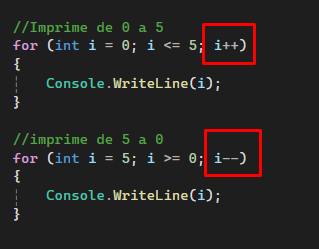 //Imprime de 0 a 5
for (int i = 0; i <= 5; i++)
{
    Console.WriteLine(i);
}
//imprime de 5 a 0
for (int i = 5; i >= 0; i--)
{
    Console.WriteLine(i);
}